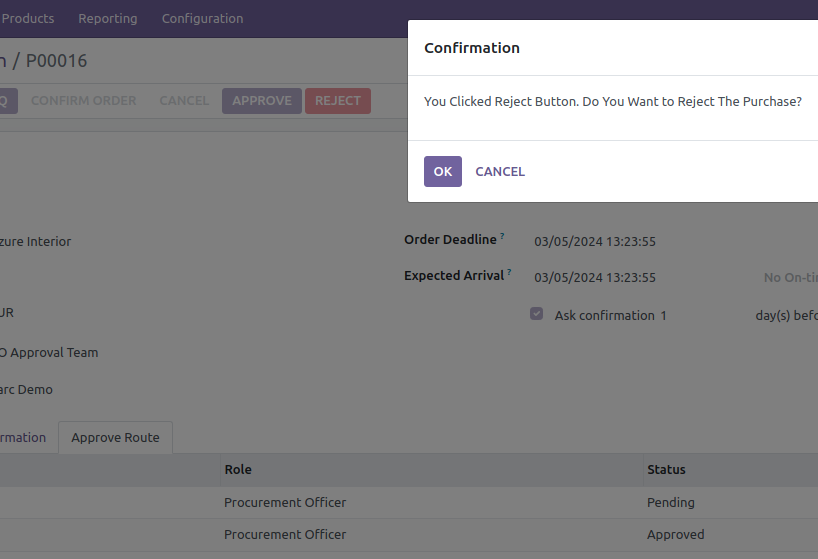 Products Reporting Configuration
Confirmation
/ P00016
CONFIRM ORDER CANCEL APPROVE REJECT
You Clicked Reject Button. Do You Want to Reject The Purchase?
OK CANCEL
zure Interior
Order Deadline ? 03/05/2024 13:23:55
Expected Arrival ? 03/05/2024 13:23:55 No On-ti
UR
Ask confirmation 1 day(s) befo
O Approval Team
arc Demo
rmation Approve Route
Role Status
Procurement Officer Pending
Procurement Officer Approved